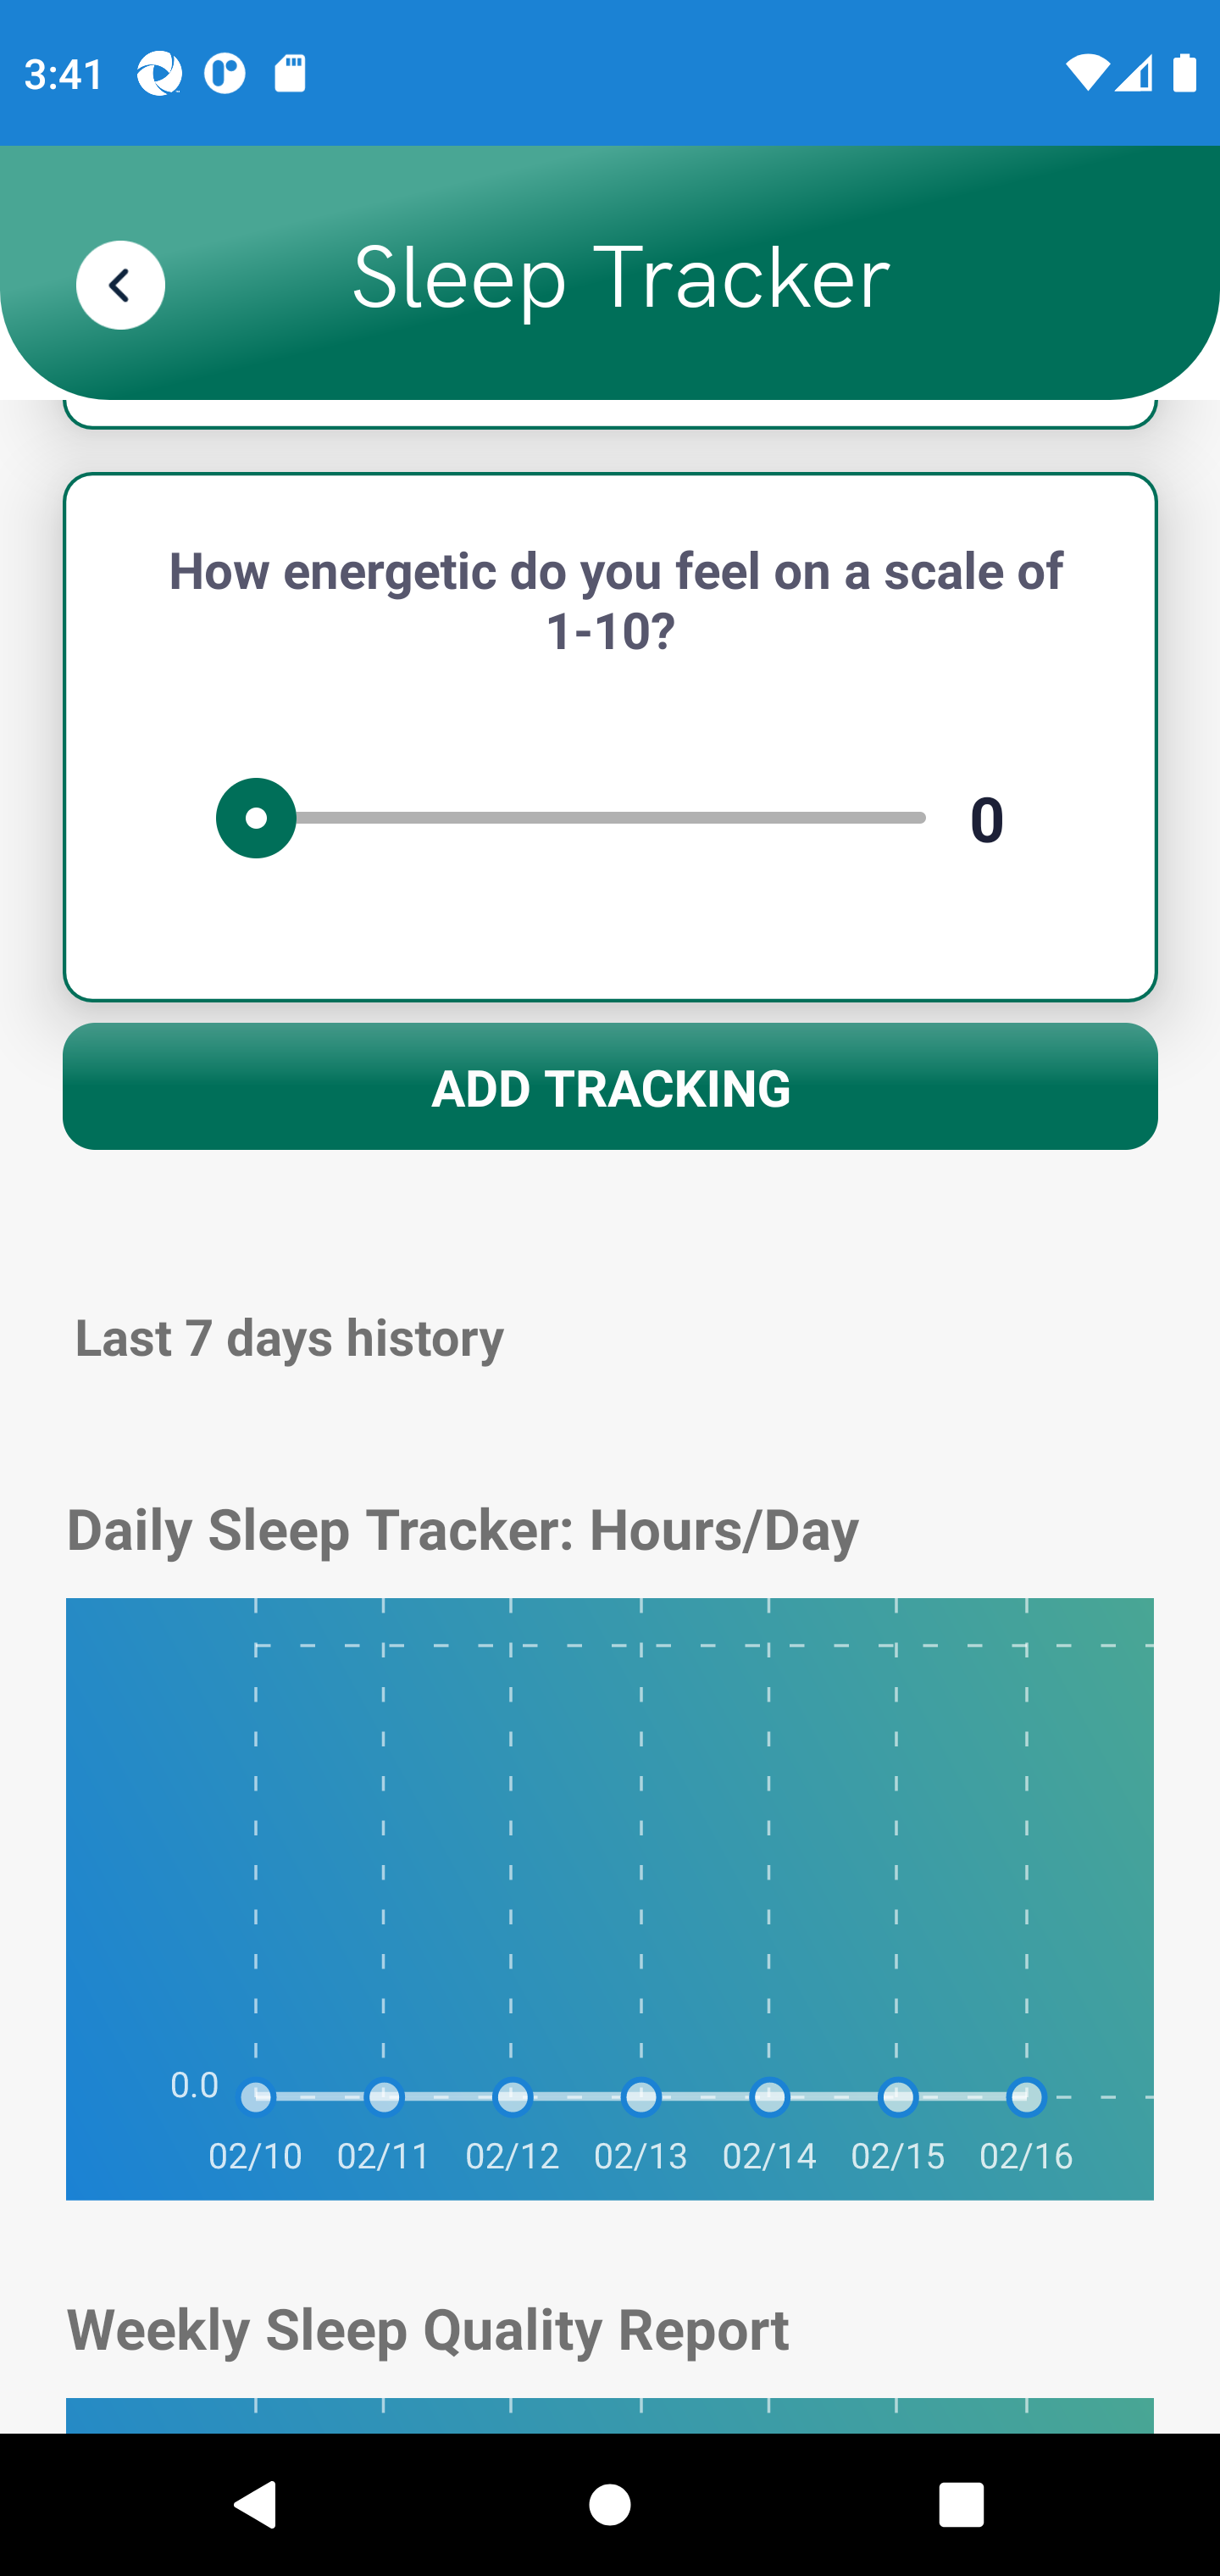 3:41
Sleep Tracker
How energetic do you feel on a scale of
1-10?
0
ADD TRACKING
Last 7 days history
Daily Sleep Tracker: Hours/Day
0.0
02/10 02/11 02/12 02/13 02/14 02/15 02/16
Weekly Sleep Quality Report